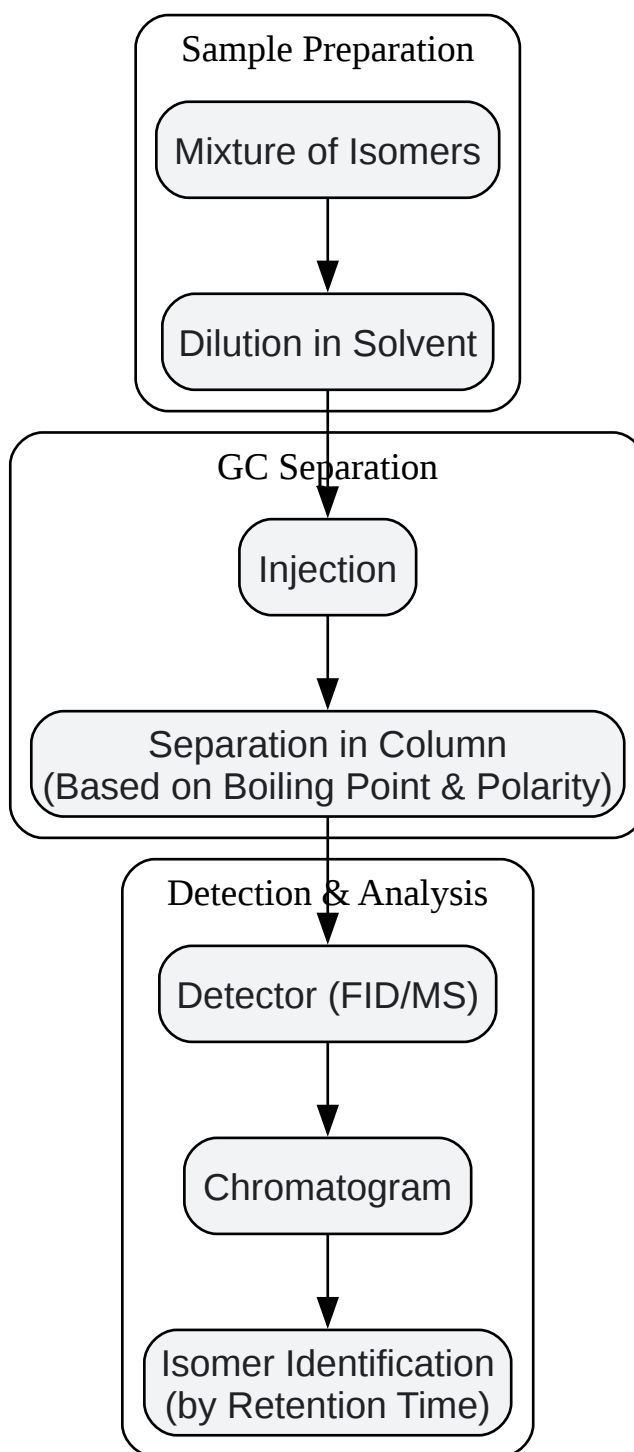 Sample Preparation
Mixture of Isomers
Dilution in Solvent
GC Separation
Injection
Separation in Column
(Based on Boiling Point & Polarity)
Detection & Analysis
Detector (FID/MS)
Chromatogram
Isomer Identification
(by Retention Time)